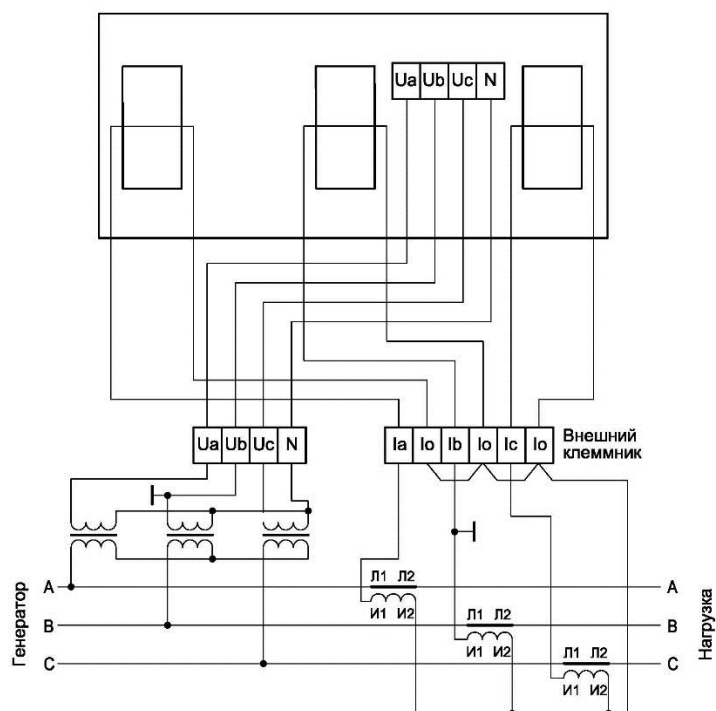 Ua Ub Uc N
Ua Ub Uc N
Ia Io Ib Io Ic Io
Внешний
клеммник
Генератор
A
B
C
Л1 Л2
И1 И2
Л1 Л2
И1 И2
Л1 Л2
И1 И2
A
B
C
Нагрузка